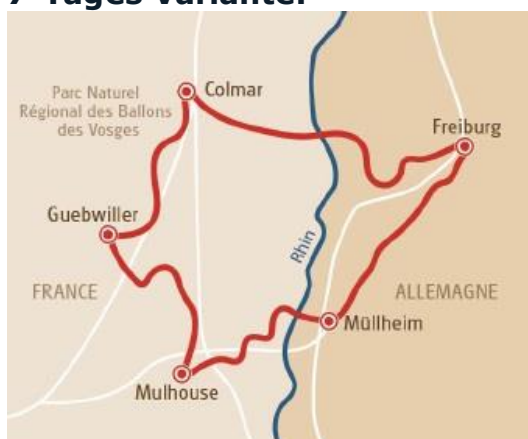 7-Tages-Variante:
Parc Naturel
Régional des Ballons
des Vosges
Colmar
Freiburg
Guebwiller
Rhin
FRANCE
ALLEMAGNE
Müllheim
Mulhouse